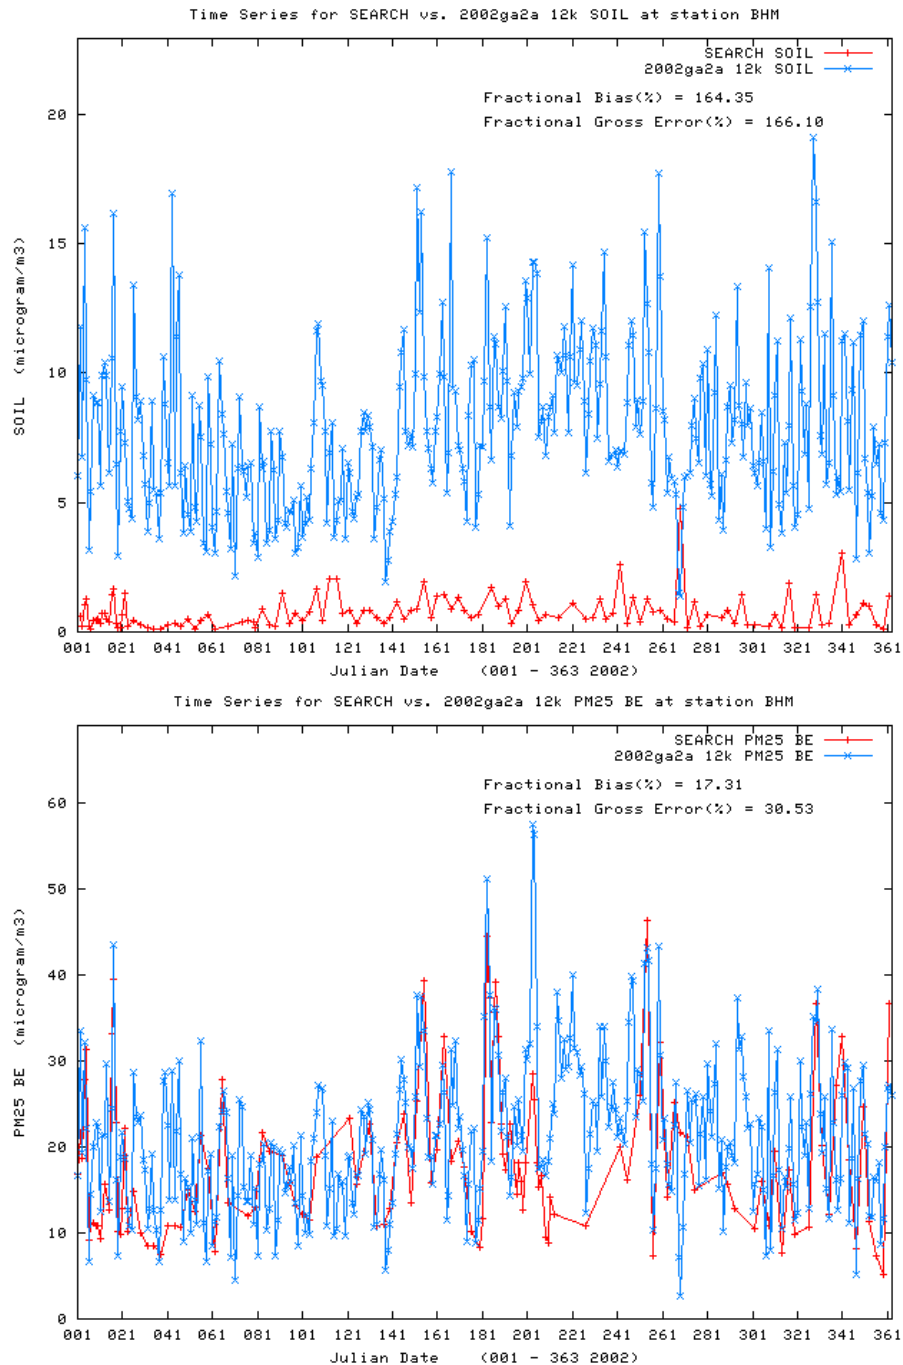 Time Series for SEARCH vs. 2002ga2a 12k SOIL at station BHM
SEARCH SOIL
2002ga2a 12k SOIL
Fractional Bias(%) = 164.35
Fractional Gross Error(%) = 166.10
20
15
10
5
0
SOIL (microgram/m3)
001 021 041 061 081 101 121 141 161 181 201 221 241 261 281 301 321 341 361
Julian Date (001 - 363 2002)
Time Series for SEARCH vs. 2002ga2a 12k PM25 BE at station BHM
SEARCH PM25 BE
2002ga2a 12k PM25 BE
Fractional Bias(%) = 17.31
Fractional Gross Error(%) = 30.53
60
50
40
30
20
10
0
PM25 BE (microgram/m3)
001 021 041 061 081 101 121 141 161 181 201 221 241 261 281 301 321 341 361
Julian Date (001 - 363 2002)